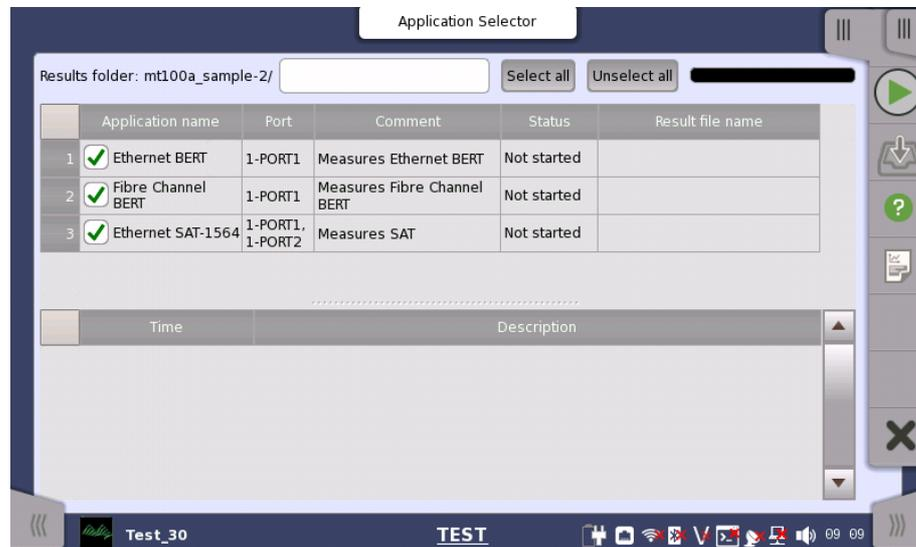 Application Selector
Results folder: mt100a_sample-2/ Select all Unselect all
Application name Port Comment Status Result file name
1 Ethernet BERT 1-PORT1 Measures Ethernet BERT Not started
2 Fibre Channel BERT 1-PORT1 Measures Fibre Channel BERT Not started
3 Ethernet SAT-1564 1-PORT1, 1-PORT2 Measures SAT Not started
Time Description
Test_30 TEST 09 09